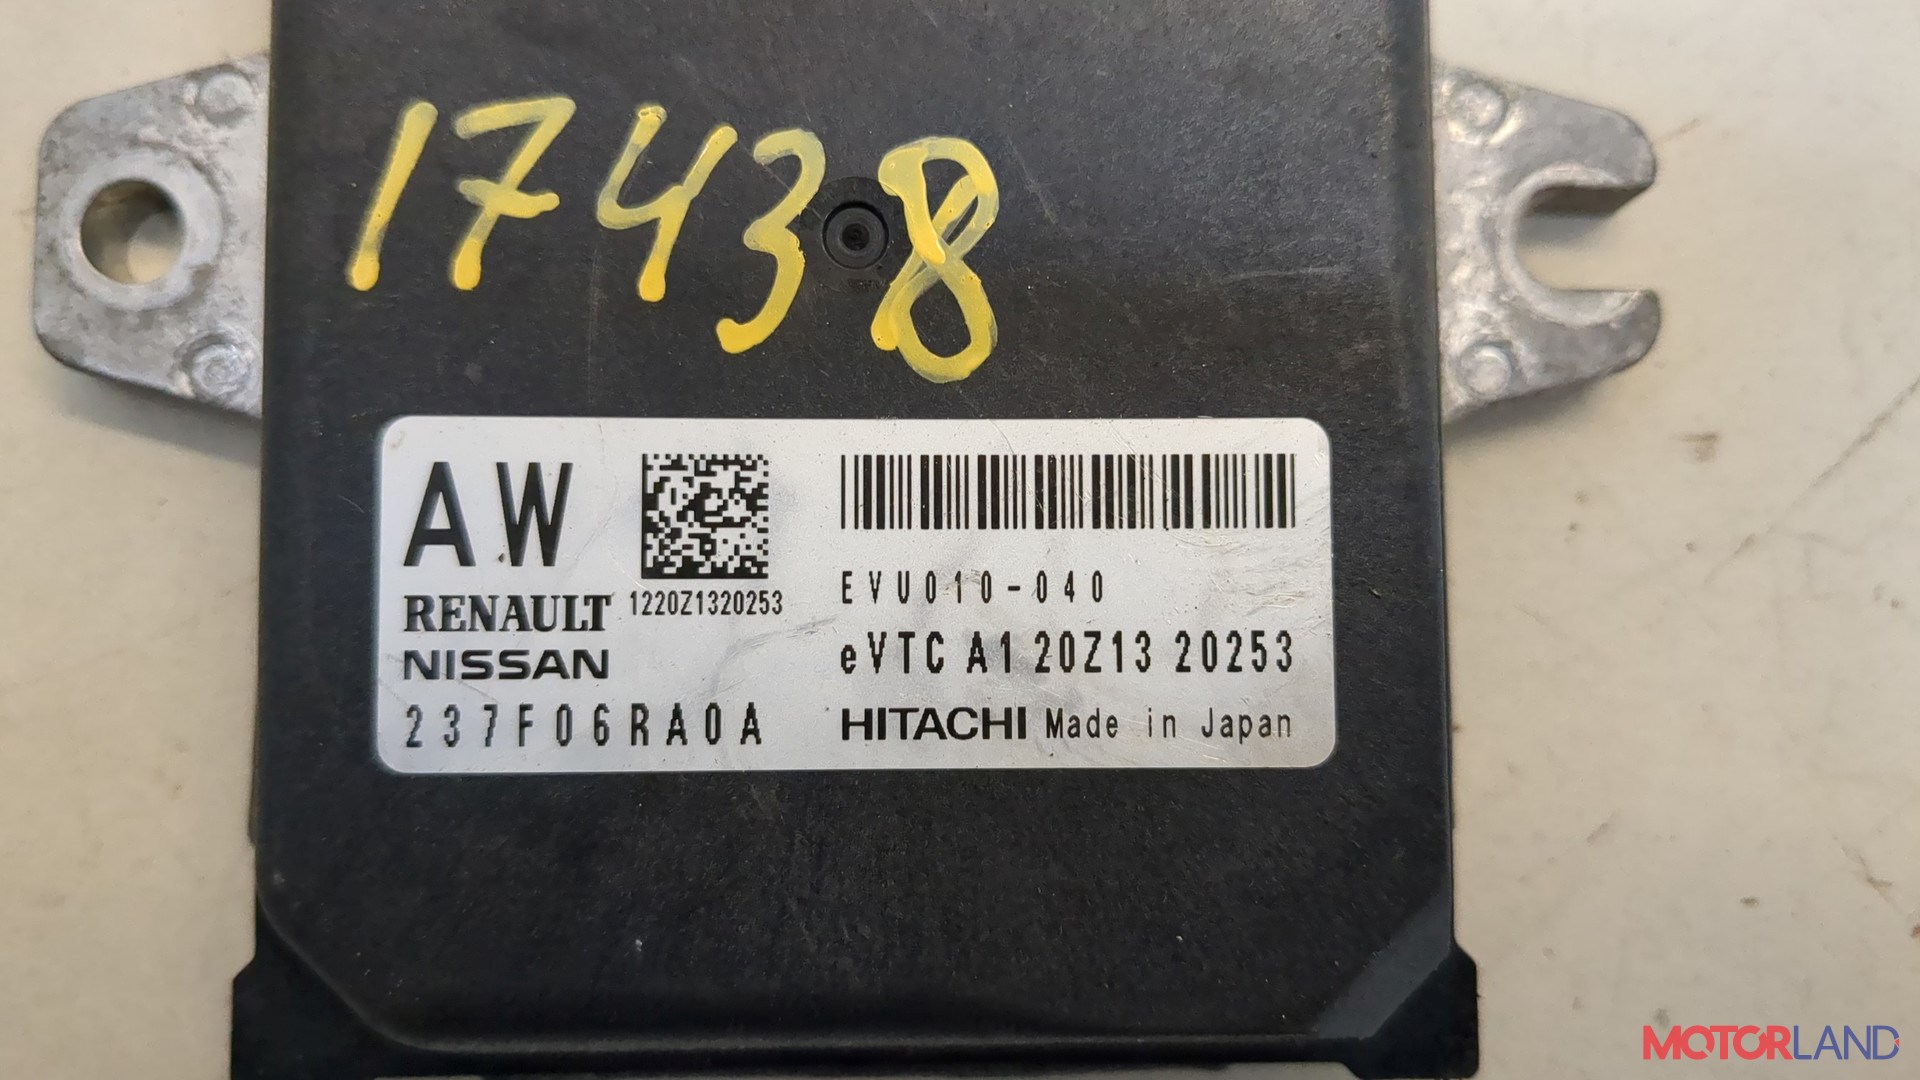 17438
AW
1220Z1320253
RENAULT
NISSAN
237F06RA0A
EVU010-040
eVTC A1 20Z13 20253
HITACHI Made in Japan
MOTORLAND